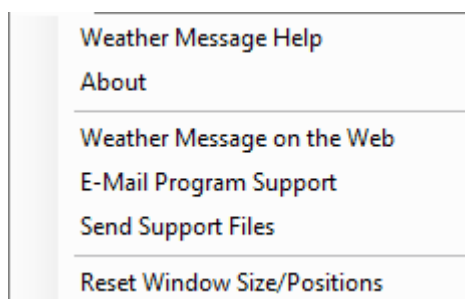 Weather Message Help
About
Weather Message on the Web
E-Mail Program Support
Send Support Files
Reset Window Size/Positions